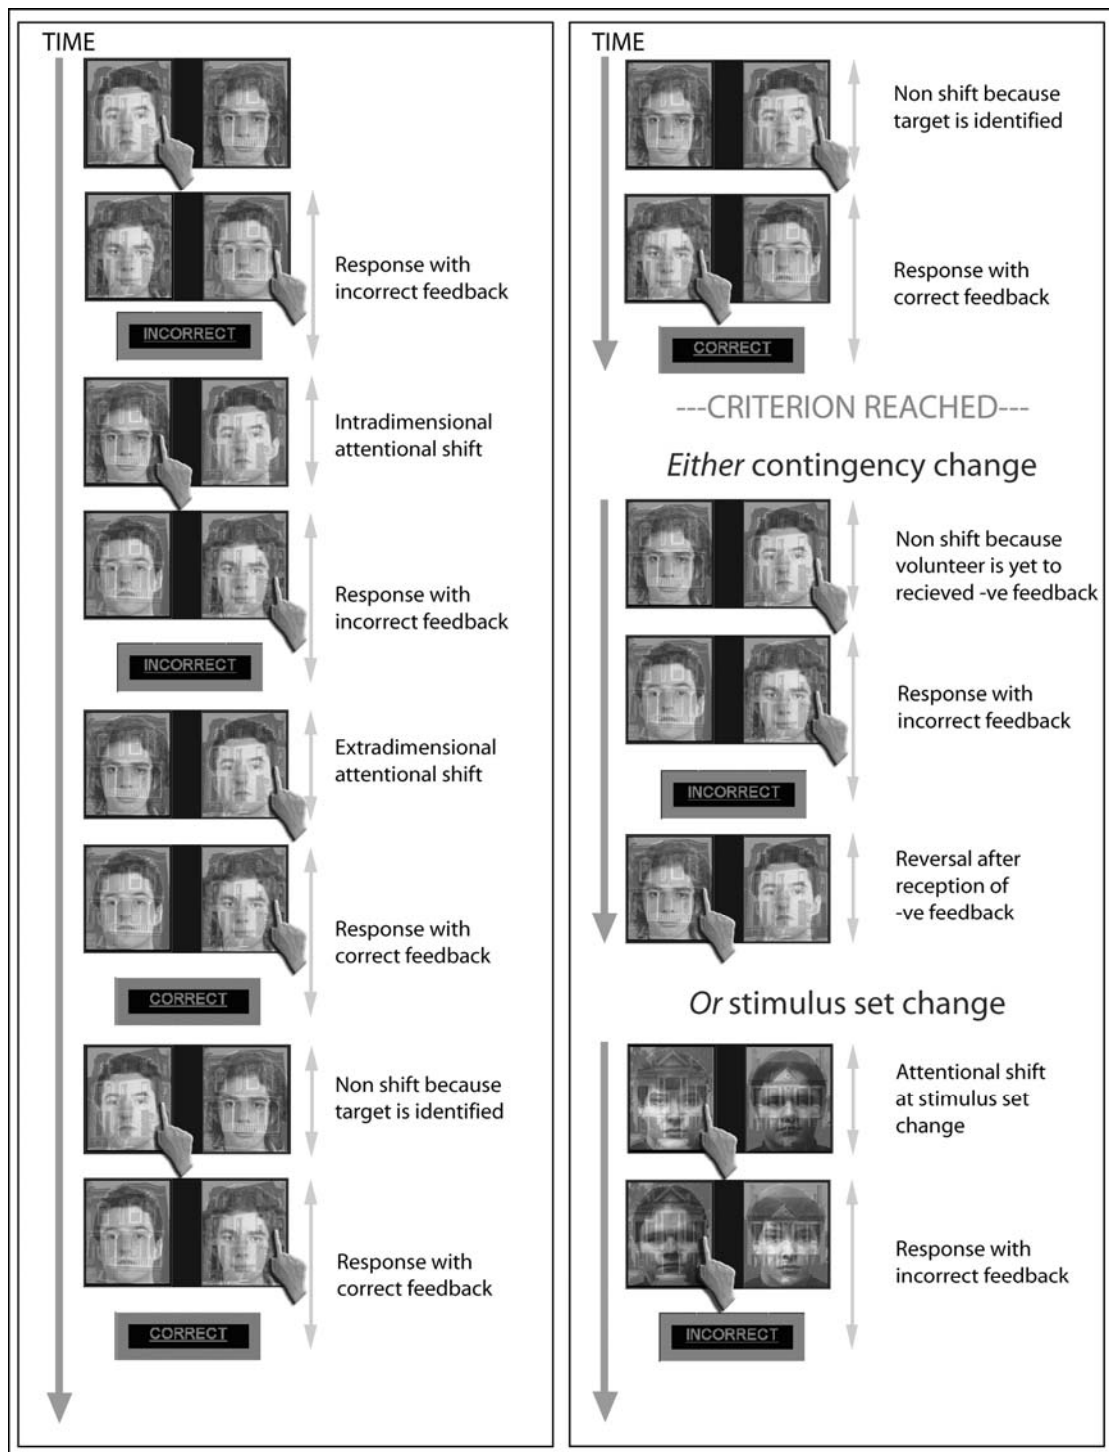 TIME
Response with
incorrect feedback
INCORRECT
Intradimensional
attentional shift
Response with
incorrect feedback
INCORRECT
Extradimensional
attentional shift
Response with
correct feedback
CORRECT
Non shift because
target is identified
Response with
correct feedback
CORRECT
TIME
Non shift because
target is identified
Response with
correct feedback
CORRECT
---CRITERION REACHED---
Either contingency change
Non shift because
volunteer is yet to
recieved -ve feedback
Response with
incorrect feedback
INCORRECT
Reversal after
reception of
-ve feedback
Or stimulus set change
Attentional shift
at stimulus set
change
Response with
incorrect feedback
INCORRECT